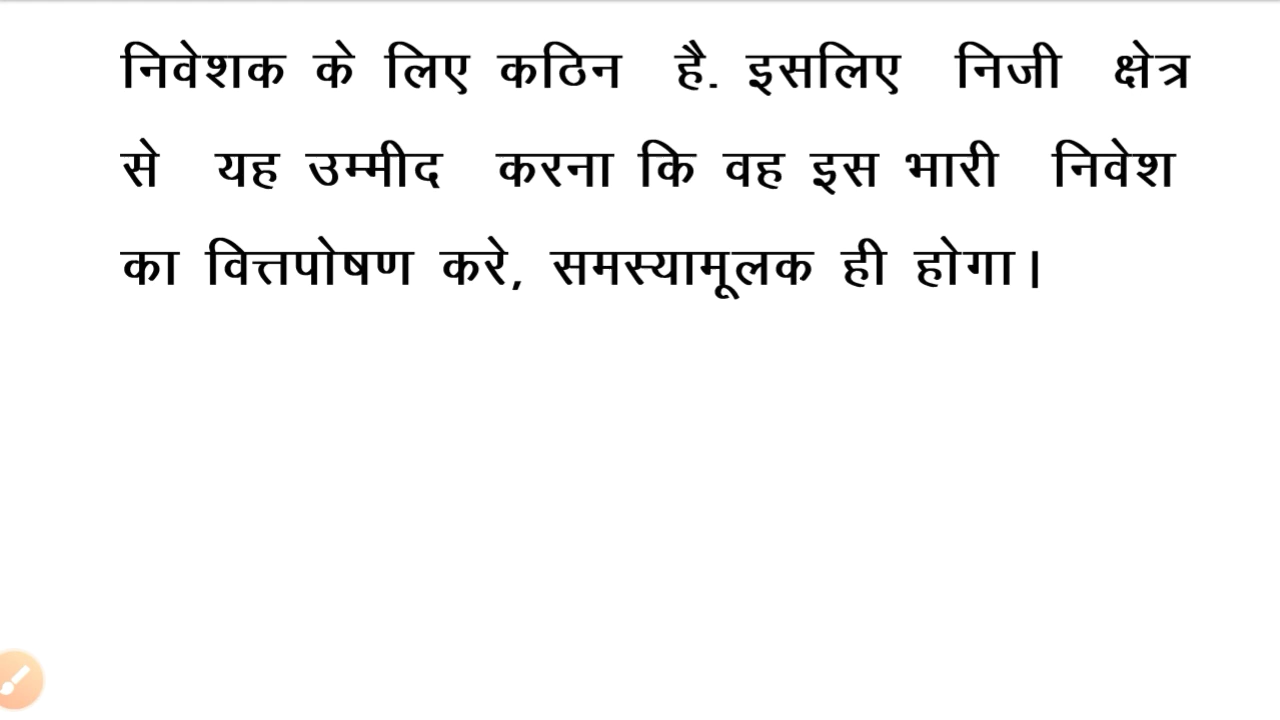 निवेशक के लिए कठिन है. इसलिए निजी क्षेत्र
से यह उम्मीद करना कि वह इस भारी निवेश
का वित्तपोषण करे, समस्यामूलक ही होगा।